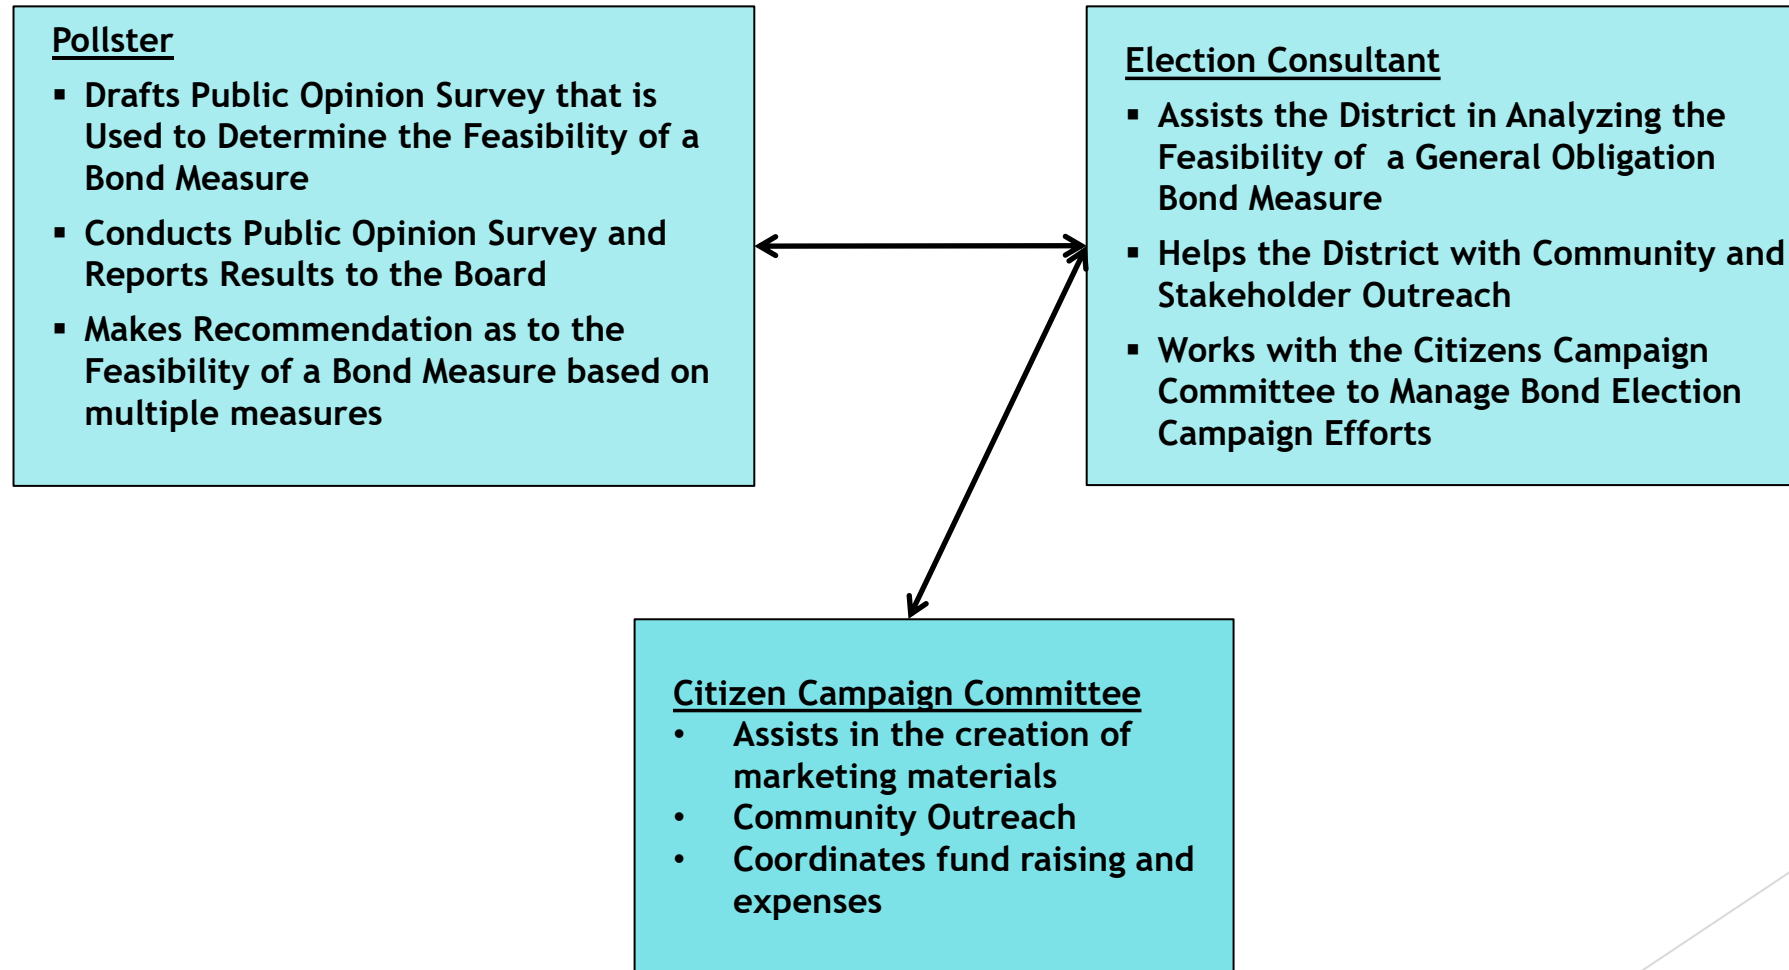 Pollster
▪ Drafts Public Opinion Survey that is
Used to Determine the Feasibility of a
Bond Measure
▪ Conducts Public Opinion Survey and
Reports Results to the Board
▪ Makes Recommendation as to the
Feasibility of a Bond Measure based on
multiple measures
Election Consultant
▪ Assists the District in Analyzing the
Feasibility of a General Obligation
Bond Measure
▪ Helps the District with Community and
Stakeholder Outreach
▪ Works with the Citizens Campaign
Committee to Manage Bond Election
Campaign Efforts
Citizen Campaign Committee
• Assists in the creation of
marketing materials
• Community Outreach
• Coordinates fund raising and
expenses